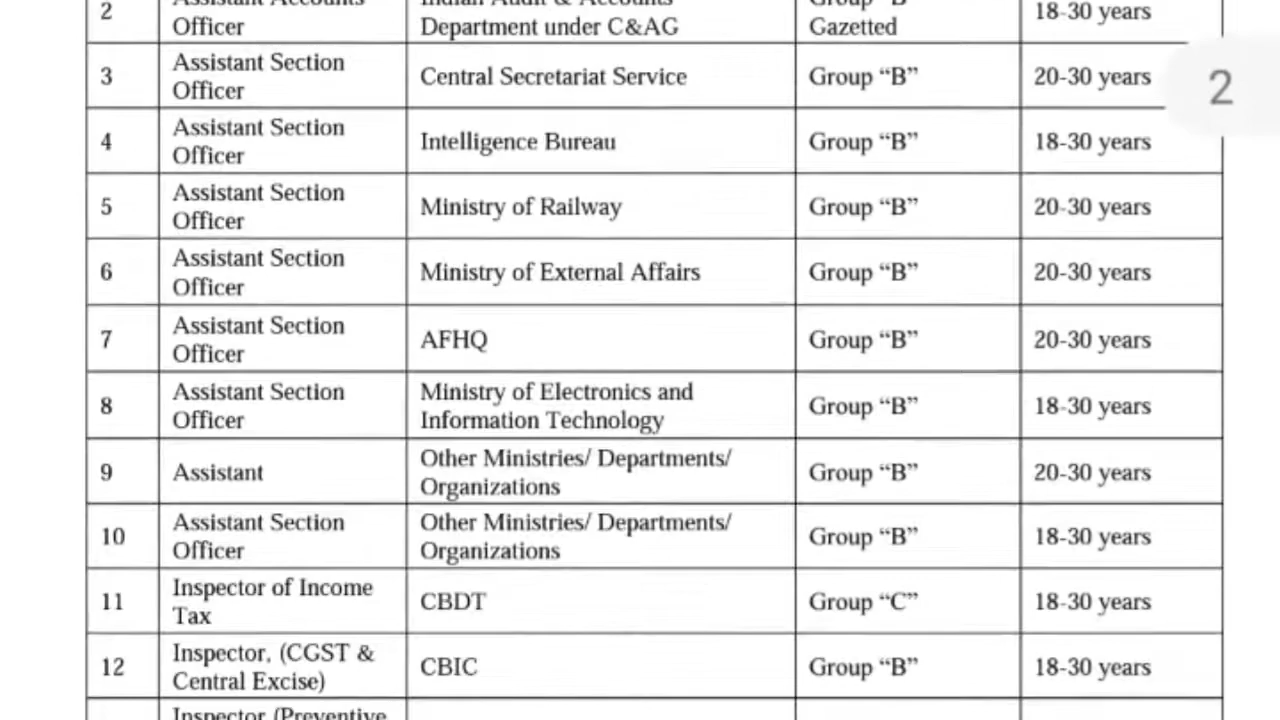 2
Assistant Accounts
Officer
Indian Audit & Accounts
Department under C&AG
Group "B"
Gazetted
18-30 years
3
Assistant Section
Officer
Central Secretariat Service
Group “B”
20-30 years
2
4
Assistant Section
Officer
Intelligence Bureau
Group “B”
18-30 years
5
Assistant Section
Officer
Ministry of Railway
Group “B”
20-30 years
6
Assistant Section
Officer
Ministry of External Affairs
Group “B”
20-30 years
7
Assistant Section
Officer
AFHQ
Group “B”
20-30 years
8
Assistant Section
Officer
Ministry of Electronics and
Information Technology
Group “B”
18-30 years
9
Assistant
Other Ministries/ Departments/
Organizations
Group “B”
20-30 years
10
Assistant Section
Officer
Other Ministries/ Departments/
Organizations
Group “B”
18-30 years
11
Inspector of Income
Tax
CBDT
Group “C”
18-30 years
12
Inspector, (CGST &
Central Excise)
CBIC
Group “B”
18-30 years
Inspector (Preventive